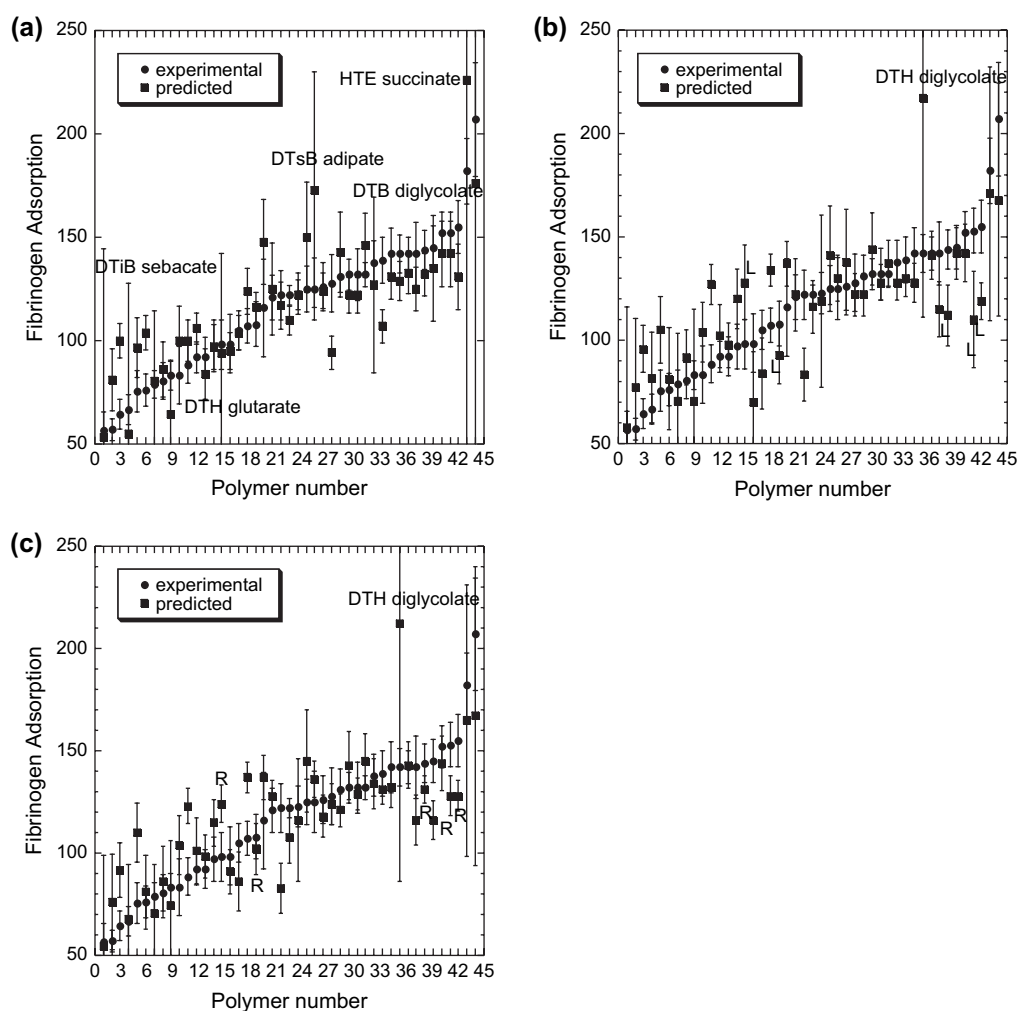 (a)
250
200
150
100
50
Fibrinogen Adsorption
experimental
predicted
HTE succinate
DTsB adipate
DTB diglycolate
DTiB sebacate
DTH glutarate
0 3 6 9 12 15 18 21 24 27 30 33 36 39 42 45
Polymer number
(b)
250
200
150
100
50
Fibrinogen Adsorption
experimental
predicted
DTH diglycolate
L
L
L
L
L
L
0 3 6 9 12 15 18 21 24 27 30 33 36 39 42 45
Polymer number
(c)
250
200
150
100
50
Fibrinogen Adsorption
experimental
predicted
DTH diglycolate
R
R
R
R
R
0 3 6 9 12 15 18 21 24 27 30 33 36 39 42 45
Polymer number